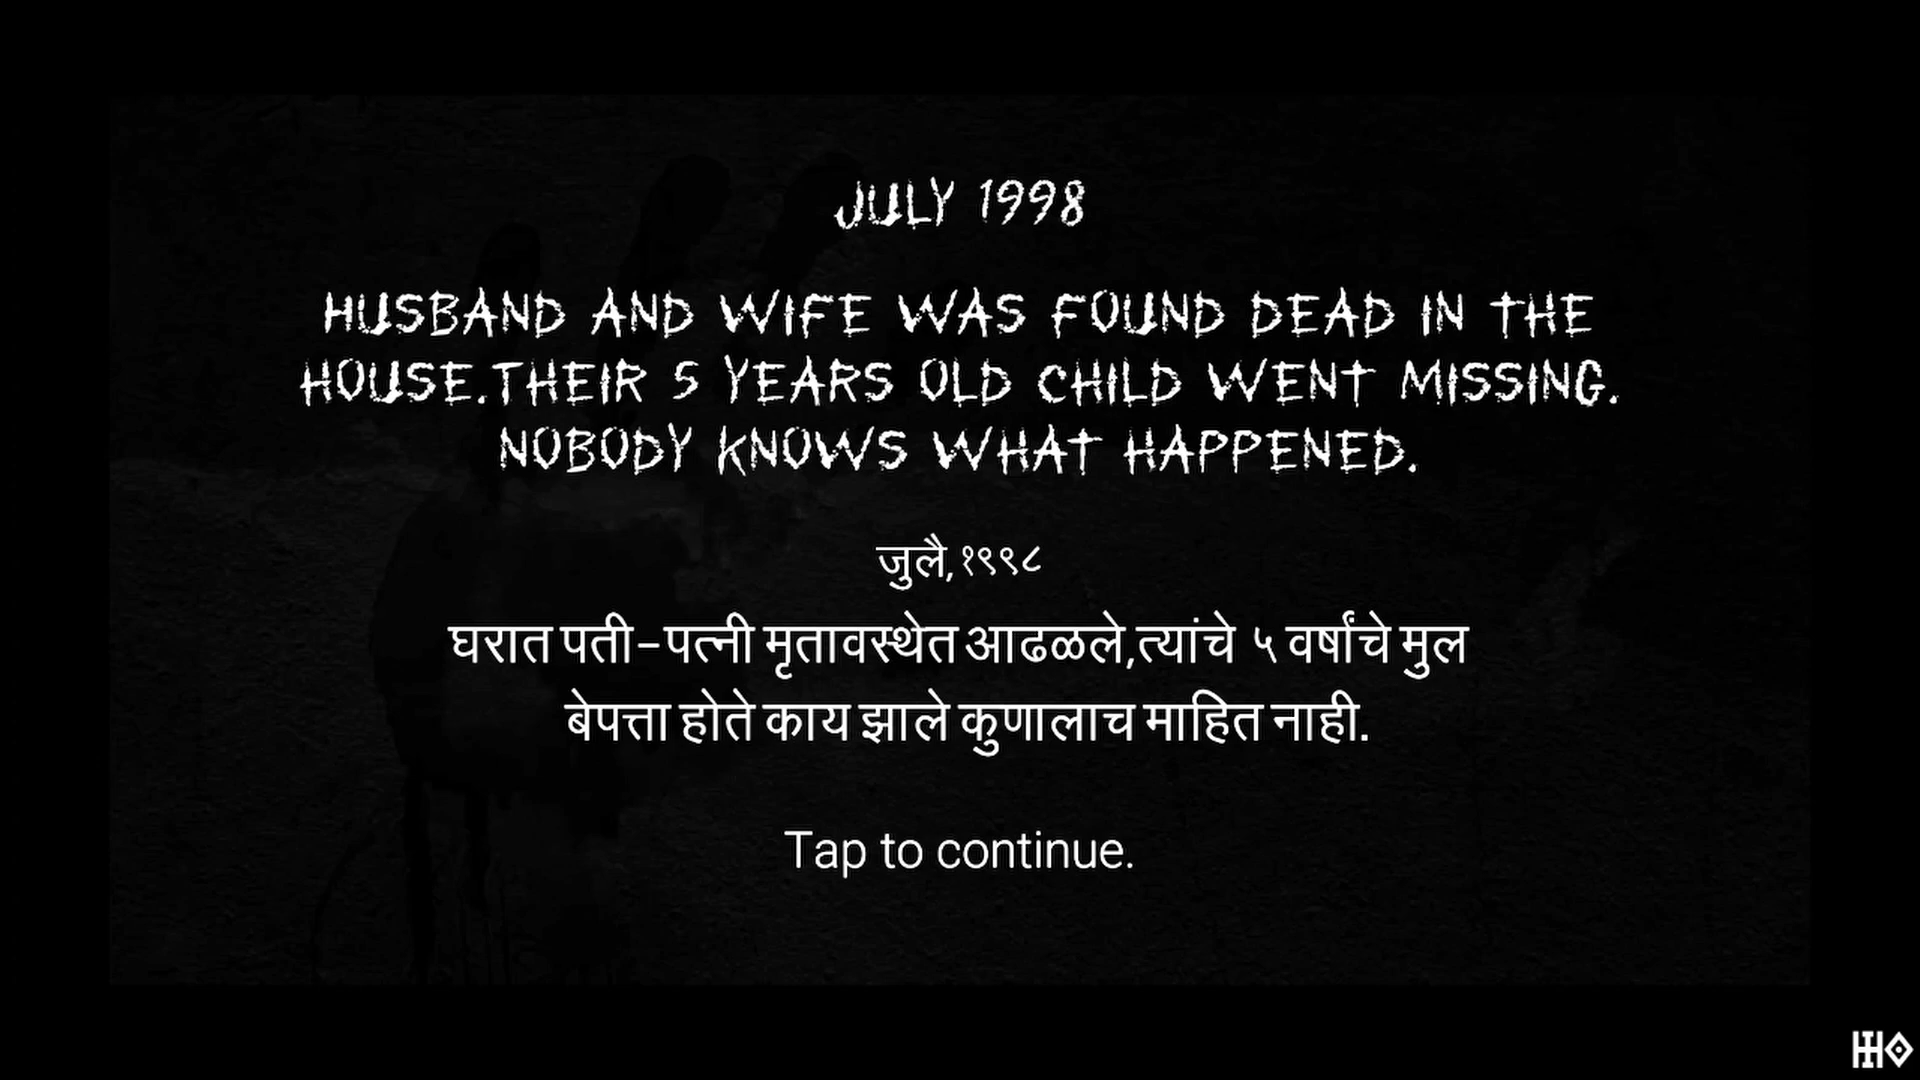 JULY 1998
HUSBAND AND WIFE WAS FOUND DEAD IN THE
HOUSE.THEIR 5 YEARS OLD CHILD WENT MISSING.
NOBODY KNOWS WHAT HAPPENED.
जुलै,१९९८
घरात पती-पत्नी मृतावस्थेत आढळले,त्यांचे ५ वर्षांचे मुल
बेपत्ता होते काय झाले कुणालाच माहित नाही.
Tap to continue.